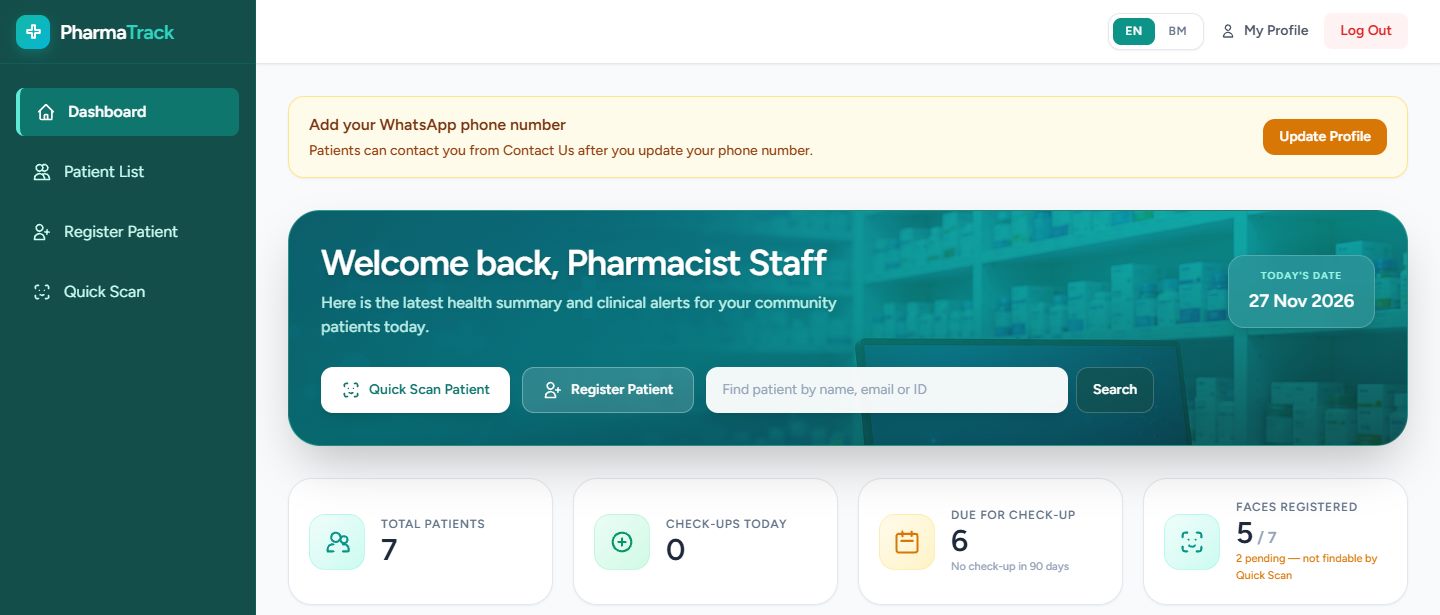 PharmaTrack
EN
BM
My Profile
Log Out
Dashboard
Patient List
Register Patient
Quick Scan
Add your WhatsApp phone number
Patients can contact you from Contact Us after you update your phone number.
Update Profile
Welcome back, Pharmacist Staff
Here is the latest health summary and clinical alerts for your community
patients today.
TODAY'S DATE
27 Nov 2026
Quick Scan Patient
Register Patient
Find patient by name, email or ID
Search
TOTAL PATIENTS
7
CHECK-UPS TODAY
0
DUE FOR CHECK-UP
6
No check-up in 90 days
FACES REGISTERED
5 / 7
2 pending — not findable by
Quick Scan